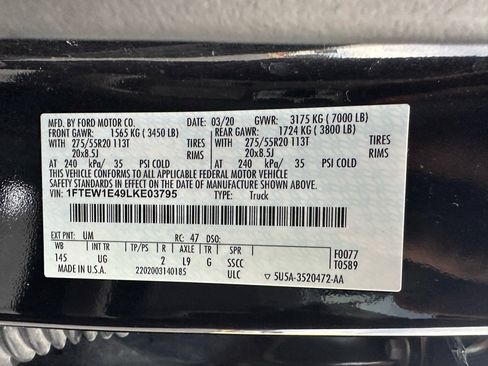 MFD. BY FORD MOTOR CO. 03/20 GVWR: 3175 KG ( 7000 LB)
FRONT GAWR: 1565 KG ( 3450 LB) REAR GAWR: 1724 KG ( 3800 LB)
WITH 275/55R20 113T TIRES WITH 275/55R20 113T TIRES
20x8.5J RIMS 20x8.5J RIMS
AT 240 kPa/ 35 PSI COLD AT 240 kPa/ 35 PSI COLD
THIS VEHICLE CONFORMS TO ALL APPLICABLE FEDERAL MOTOR VEHICLE
SAFETY AND THEFT PREVENTION STANDARDS IN EFFECT ON THE DATE OF MANUFACTURE SHOWN ABOVE.
VIN: 1FTEW1E49LKE03795 TYPE: Truck
EXT PNT: UM RC: 47 DSO: F0077
WB INT TR TP/PS R AXLE TR SPR T0589
145 UG 2 L9 G SSCC
MADE IN U.S.A. 2202003140185 ULC 5U5A-3520472-AA